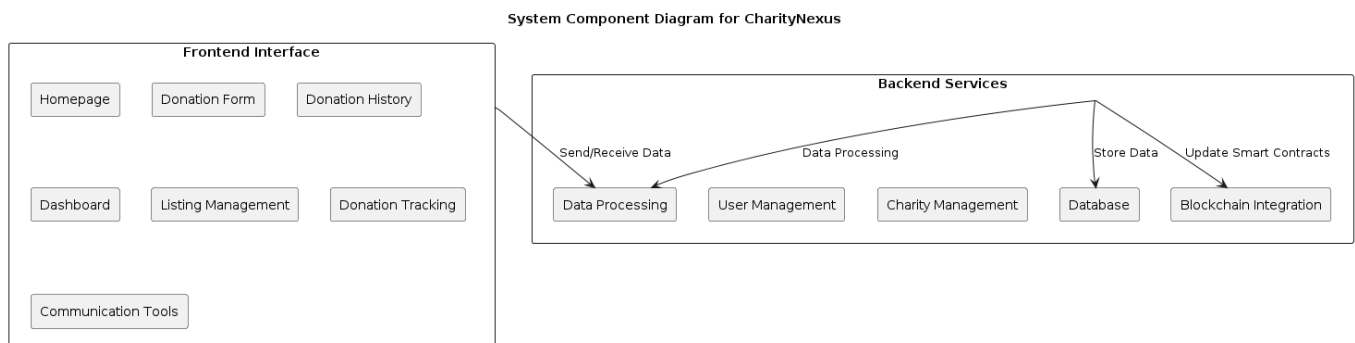 System Component Diagram for CharityNexus
Frontend Interface
Homepage
Donation Form
Donation History
Dashboard
Listing Management
Donation Tracking
Communication Tools
Send/Receive Data
Backend Services
Data Processing
Store Data
Update Smart Contracts
Data Processing
User Management
Charity Management
Database
Blockchain Integration